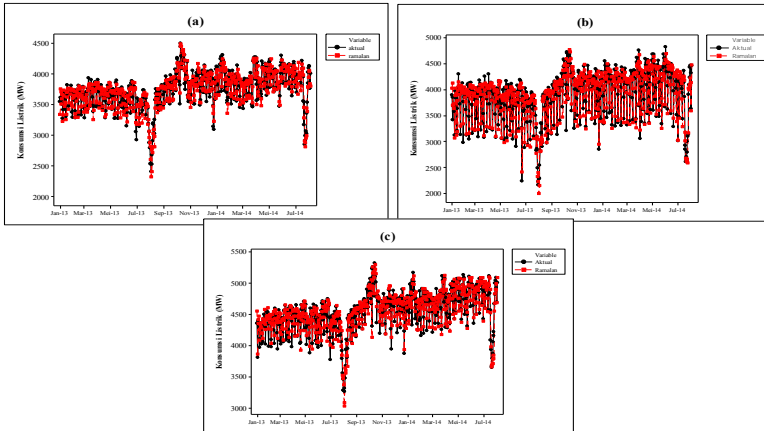 (a)
Konsumsi Listrik (MW)
4500
4000
3500
3000
2500
2000
Jan-13 Mar-13 Mei-13 Jul-13 Sep-13 Nov-13 Jan-14 Mar-14 Mei-14 Jul-14
Variable
aktual
ramalan
(b)
Konsumsi Listrik (MW)
5000
4500
4000
3500
3000
2500
2000
Jan-13 Mar-13 Mei-13 Jul-13 Sep-13 Nov-13 Jan-14 Mar-14 Mei-14 Jul-14
Variable
Aktual
Ramalan
(c)
Konsumsi Listrik (MW)
5500
5000
4500
4000
3500
3000
Jan-13 Mar-13 Mei-13 Jul-13 Sep-13 Nov-13 Jan-14 Mar-14 Mei-14 Jul-14
Variable
Aktual
Ramalan